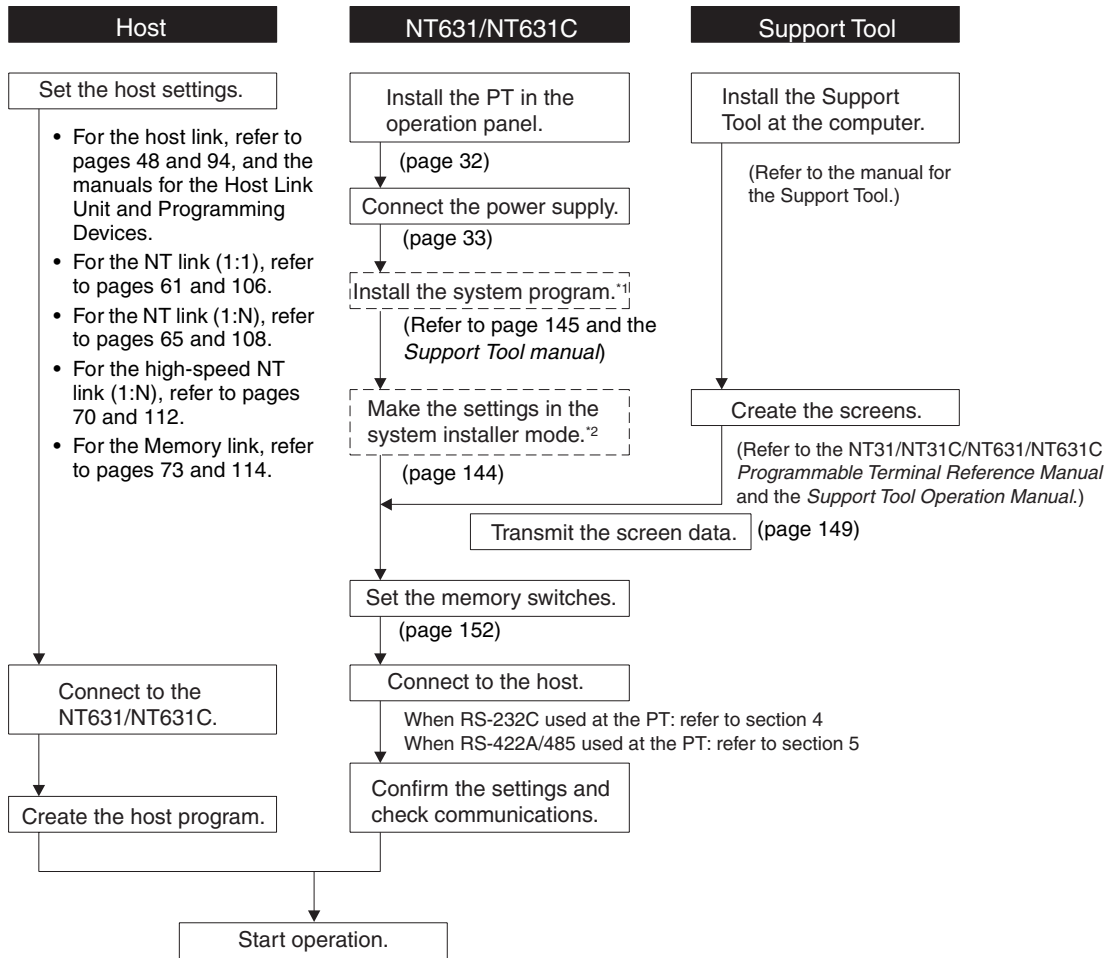 Host
NT631/NT631C
Support Tool
Set the host settings.
• For the host link, refer to
pages 48 and 94, and the
manuals for the Host Link
Unit and Programming
Devices.
• For the NT link (1:1), refer
to pages 61 and 106.
• For the NT link (1:N), refer
to pages 65 and 108.
• For the high-speed NT
link (1:N), refer to pages
70 and 112.
• For the Memory link, refer
to pages 73 and 114.
Connect to the
NT631/NT631C.
Create the host program.
Install the PT in the
operation panel.
(page 32)
Connect the power supply.
(page 33)
Install the system program.*1
(Refer to page 145 and the
Support Tool manual)
Make the settings in the
system installer mode.*2
(page 144)
Install the Support
Tool at the computer.
(Refer to the manual for
the Support Tool.)
Create the screens.
(Refer to the NT31/NT31C/NT631/NT631C
Programmable Terminal Reference Manual
and the Support Tool Operation Manual.)
Transmit the screen data.
(page 149)
Set the memory switches.
(page 152)
Connect to the host.
When RS-232C used at the PT: refer to section 4
When RS-422A/485 used at the PT: refer to section 5
Confirm the settings and
check communications.
Start operation.